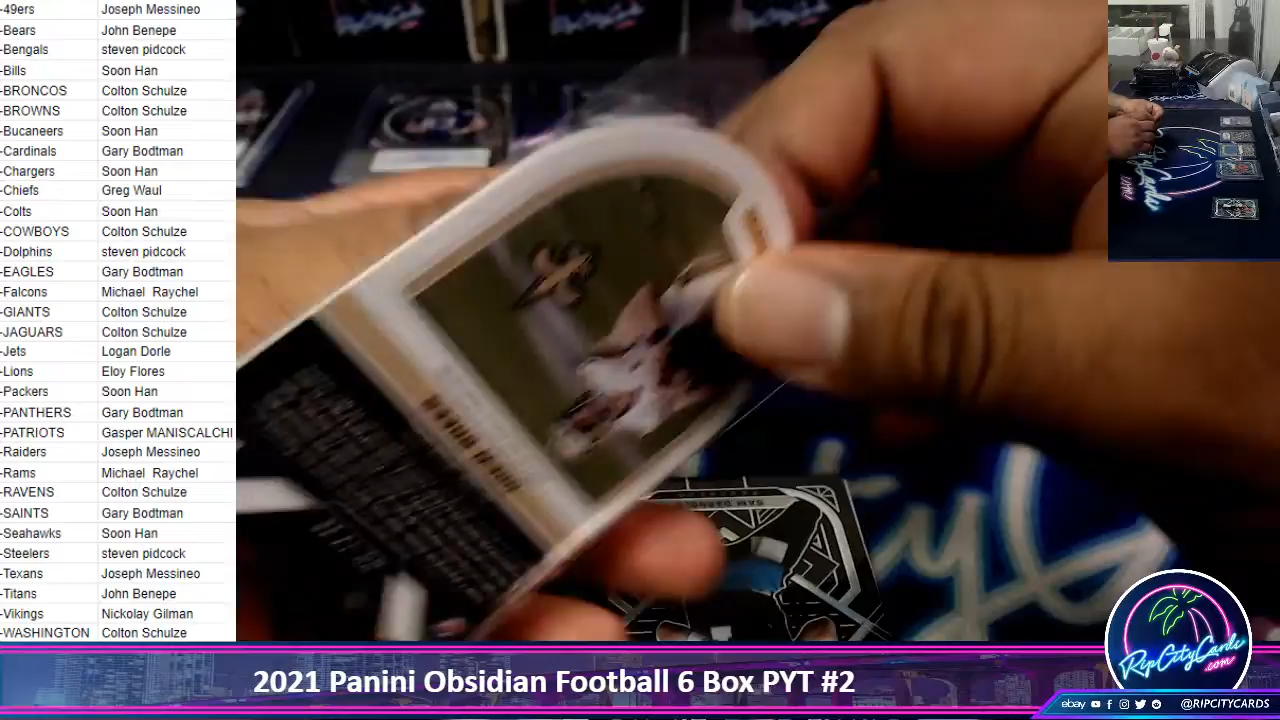 -49ers Joseph Messineo
-Bears John Benepe
-Bengals steven pidcock
-Bills Soon Han
-BRONCOS Colton Schulze
-BROWNS Colton Schulze
-Bucaneers Soon Han
-Cardinals Gary Bodtman
-Chargers Soon Han
-Chiefs Greg Waul
-Colts Soon Han
-COWBOYS Colton Schulze
-Dolphins steven pidcock
-EAGLES Gary Bodtman
-Falcons Michael Raychel
-GIANTS Colton Schulze
-JAGUARS Colton Schulze
-Jets Logan Dorle
-Lions Eloy Flores
-Packers Soon Han
-PANTHERS Gary Bodtman
-PATRIOTS Gasper MANISCALCHI
-Raiders Joseph Messineo
-Rams Michael Raychel
-RAVENS Colton Schulze
-SAINTS Gary Bodtman
-Seahawks Soon Han
-Steelers steven pidcock
-Texans Joseph Messineo
-Titans John Benepe
-Vikings Nickolay Gilman
-WASHINGTON Colton Schulze
2021 Panini Obsidian Football 6 Box PYT #2
RipCityCards
.com
ebay @RIPCITYCARDS